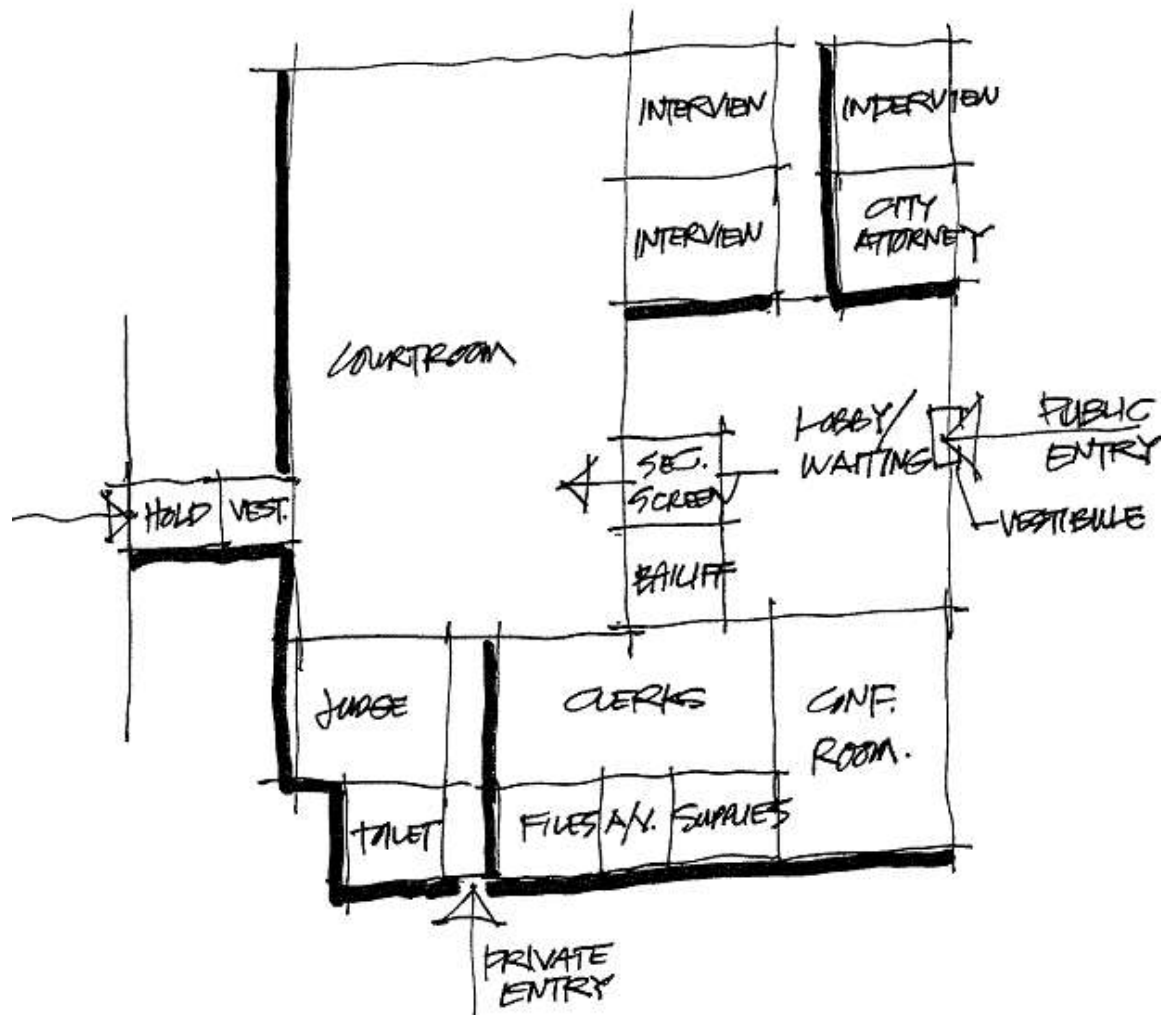 INTERVIEW
INTERVIEW
INTERVIEW
CITY
ATTORNEY
COURTROOM
LOBBY/
WAITING
PUBLIC
ENTRY
VESTIBULE
SEC.
SCREEN
BAILIFF
HOLD
VEST.
JUDGE
CLERKS
CONF.
ROOM.
TOILET
FILES
A/V.
SUPPLIES
PRIVATE
ENTRY